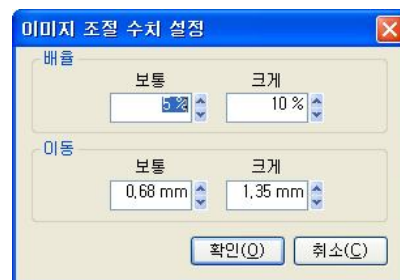 이미지 조절 수치 설정
배율
보통 크게
5 % 10 %
이동
보통 크게
0,68 mm 1,35 mm
확인(O) 취소(C)